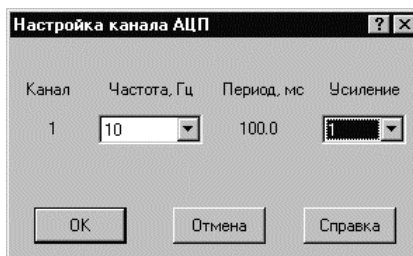 Настройка канала АЦП
Канал Частота, Гц Период, мс Усиление
1 10 100.0 1
OK Отмена Справка